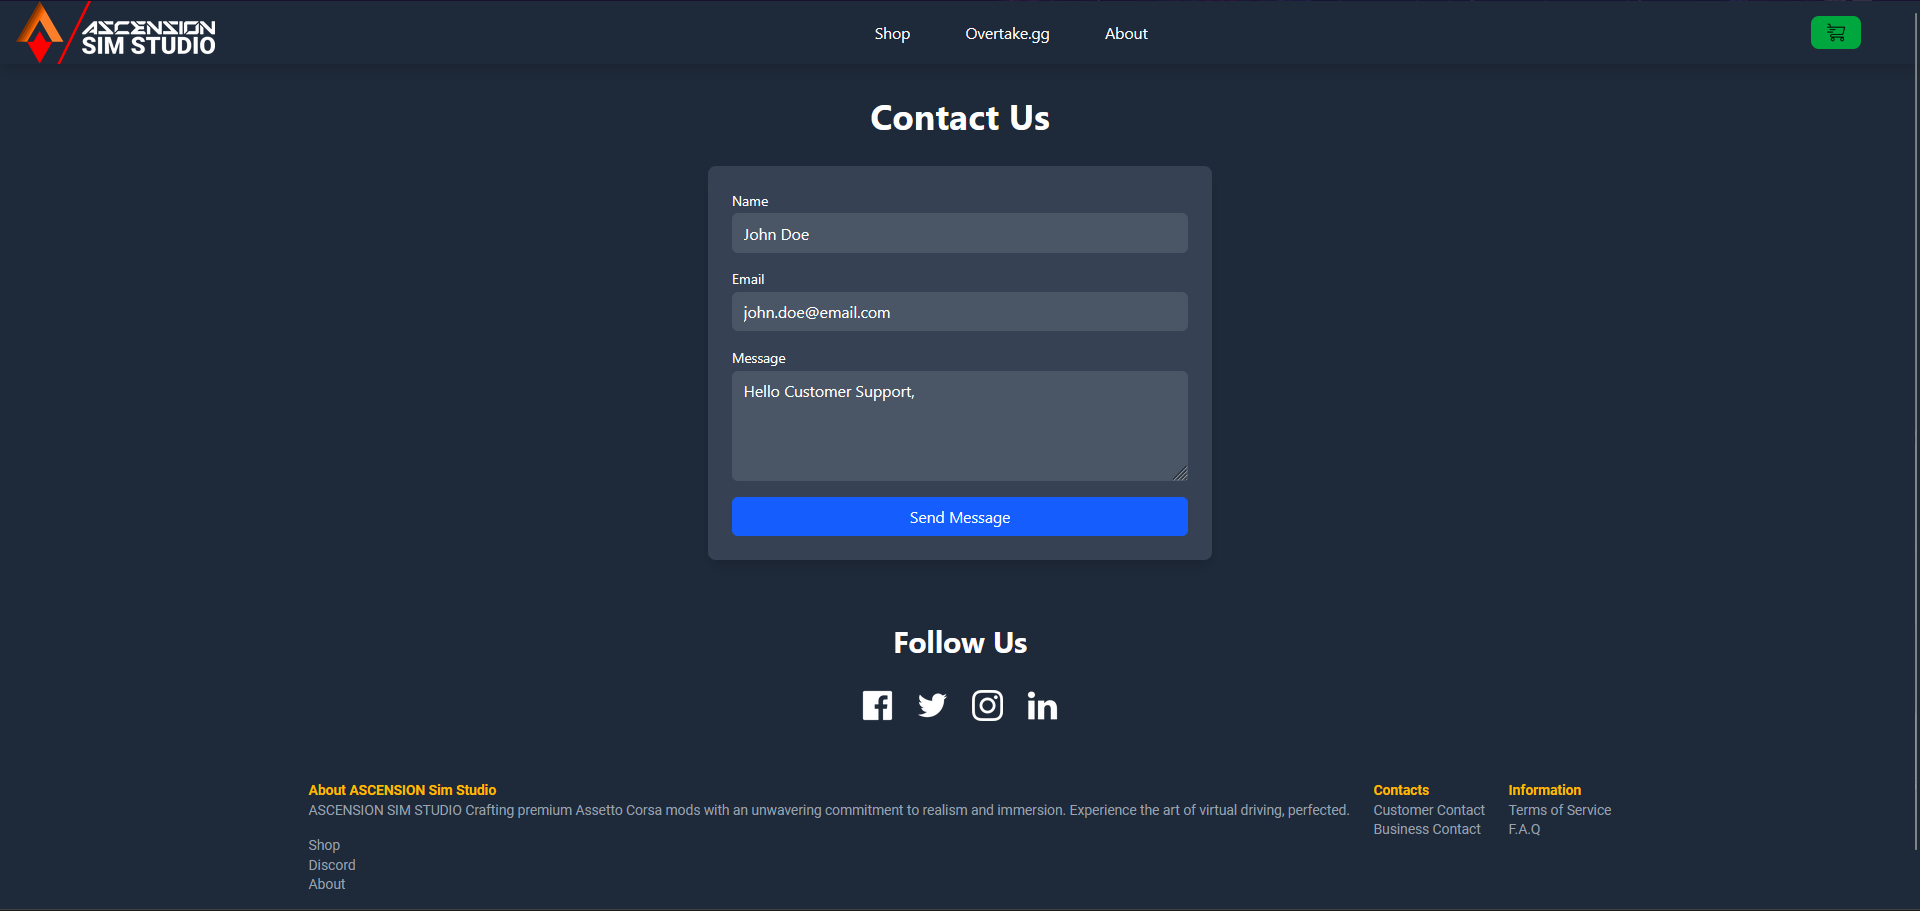 ASCENSION
SIM STUDIO
Shop
Overtake.gg
About
Contact Us
Name
John Doe
Email
john.doe@email.com
Message
Hello Customer Support,
Send Message
Follow Us
About ASCENSION Sim Studio
ASCENSION SIM STUDIO Crafting premium Assetto Corsa mods with an unwavering commitment to realism and immersion. Experience the art of virtual driving, perfected.
Shop
Discord
About
Contacts
Customer Contact
Business Contact
Information
Terms of Service
F.A.Q